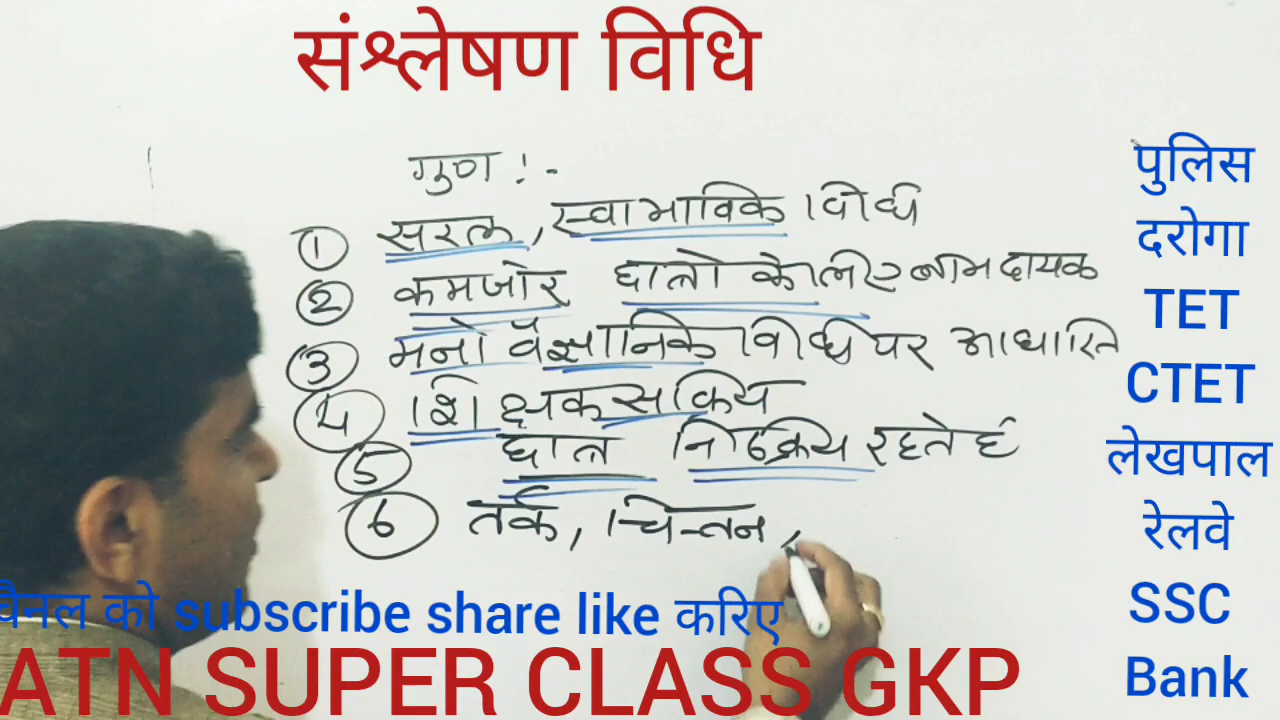 संश्लेषण विधि
गुण :-
① सरल, स्वाभाविक विधि
② कमजोर छात्रो के लिए लाभदायक
③ मनोवैज्ञानिक विधि पर आधारित
④ शिक्षक सक्रिय
⑤ छात्र निष्क्रिय रहते है
⑥ तर्क, चिन्तन,
पुलिस
दरोगा
TET
CTET
लेखपाल
रेलवे
SSC
Bank
चैनल को subscribe share like करिए
ATN SUPER CLASS GKP